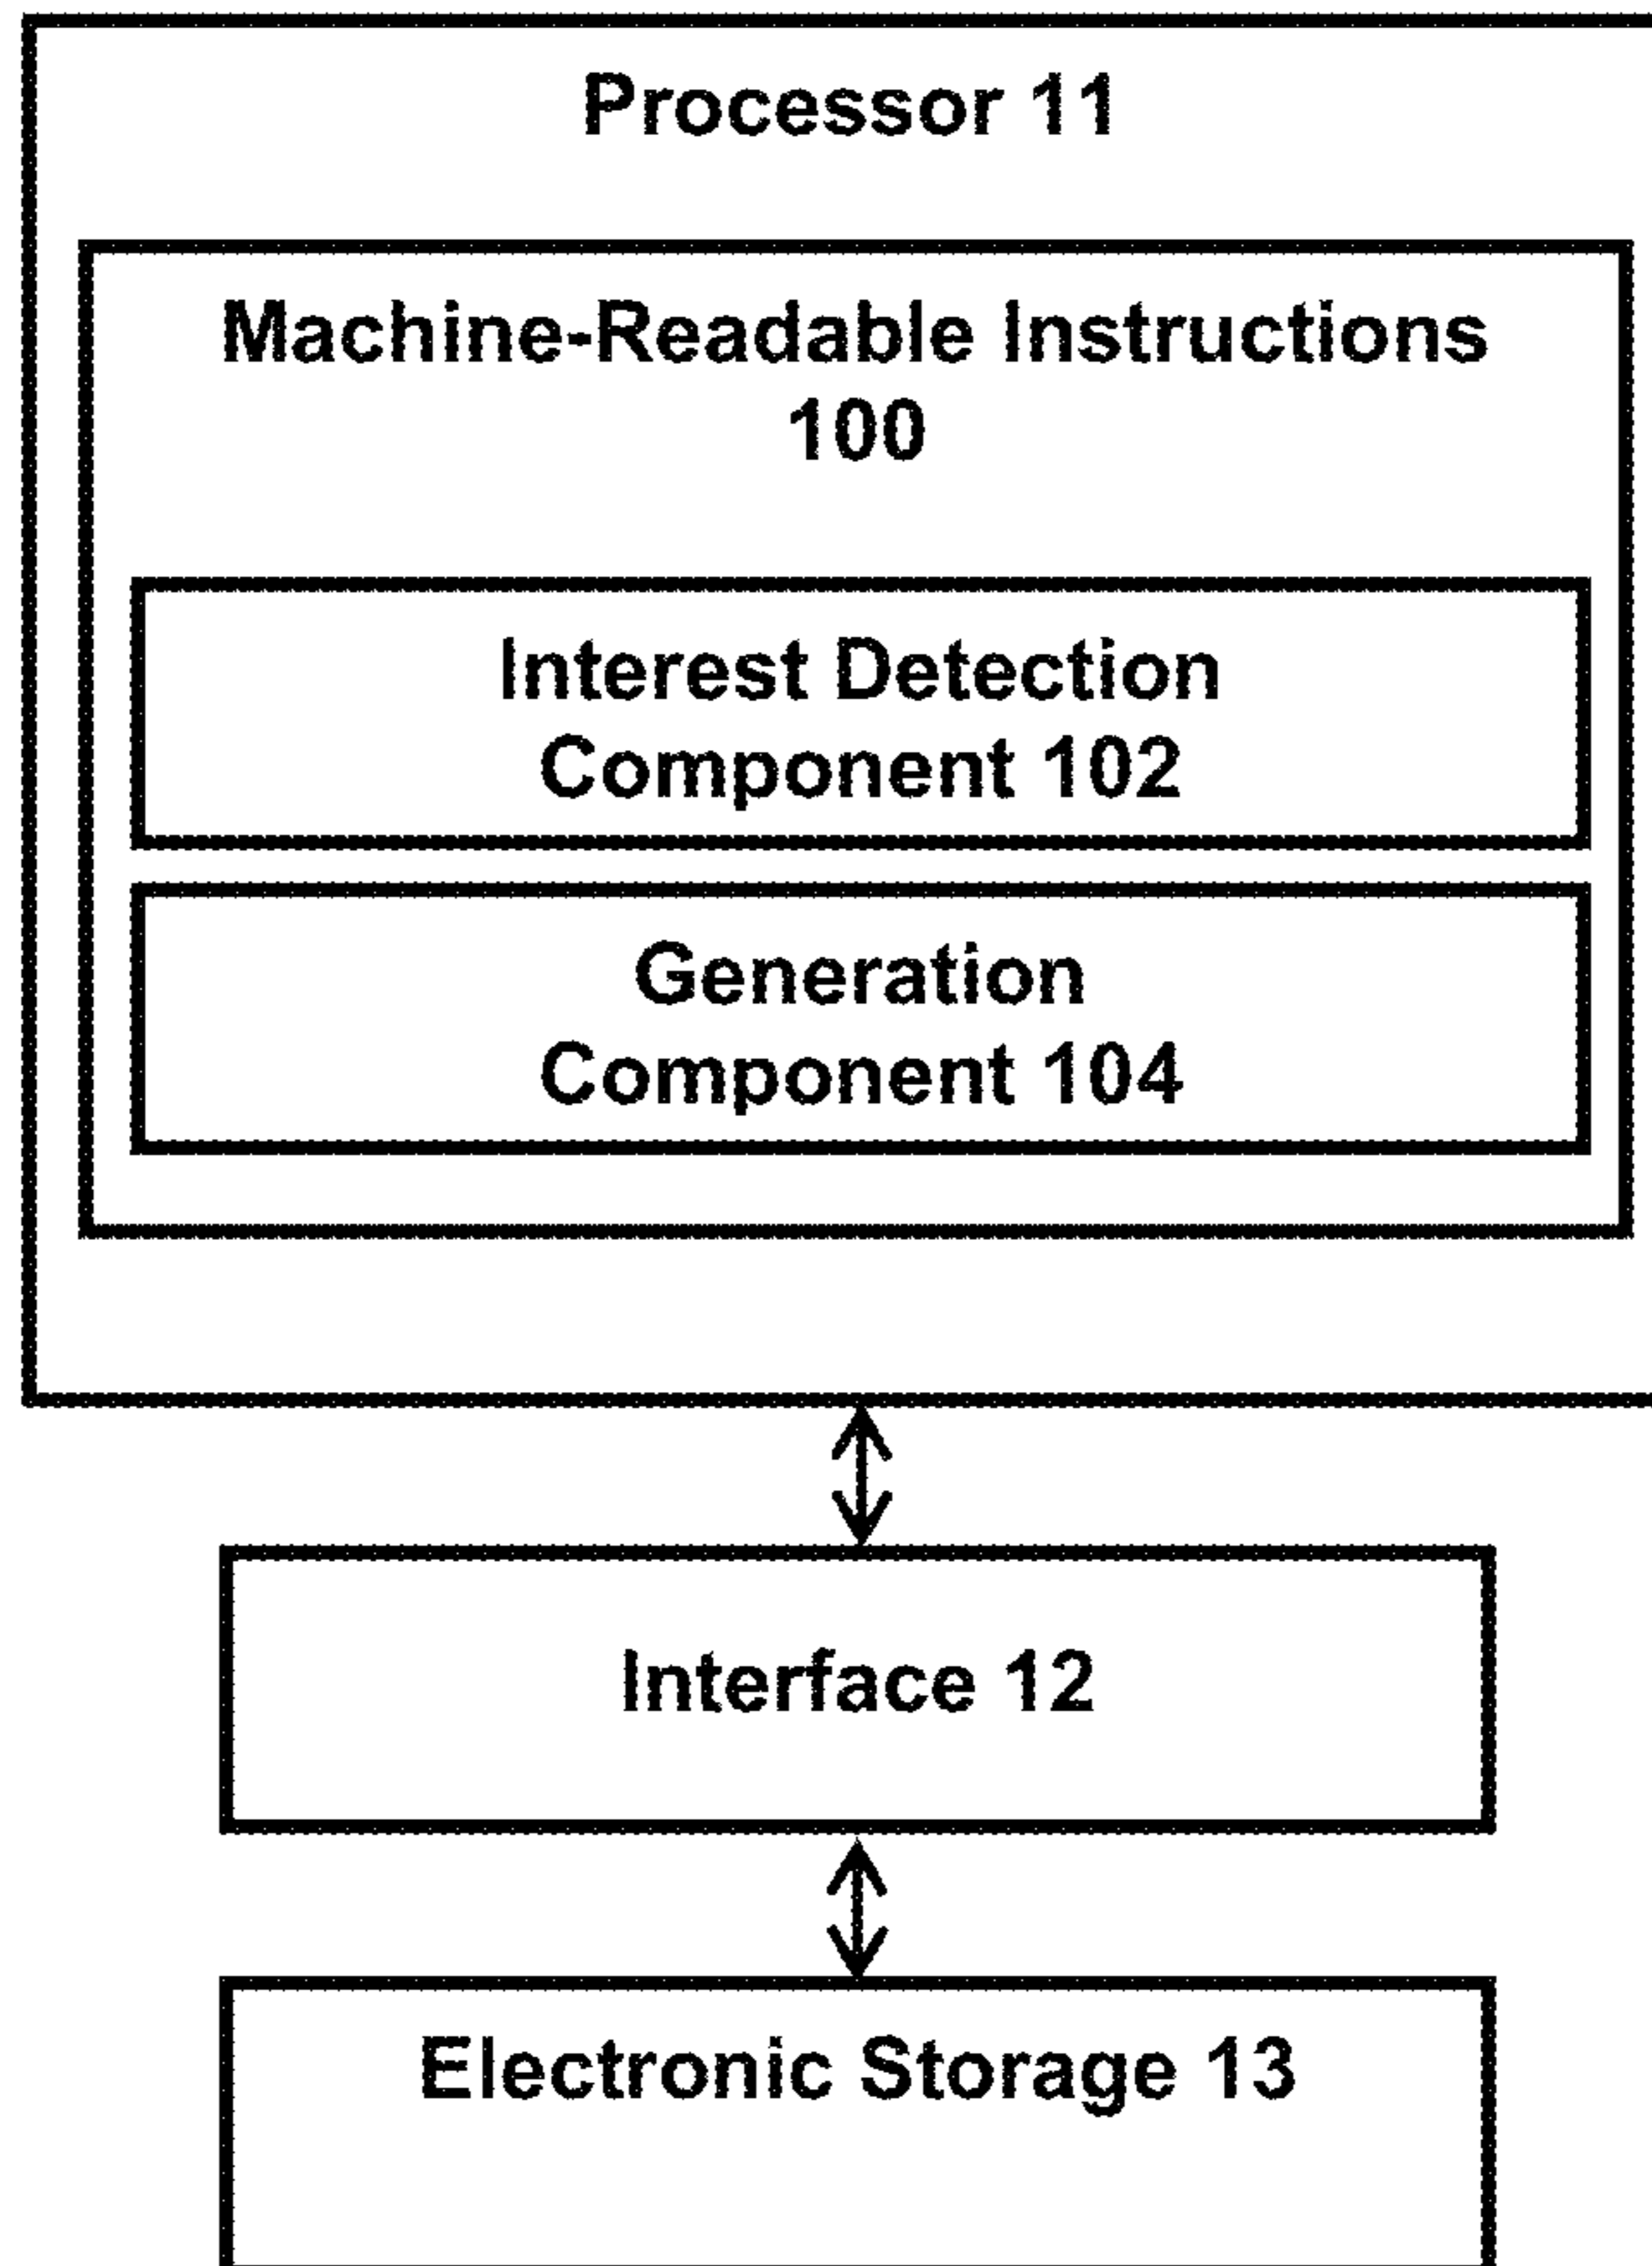 Processor 11
Machine-Readable Instructions
100
Interest Detection
Component 102
Generation
Component 104
Interface 12
Electronic Storage 13